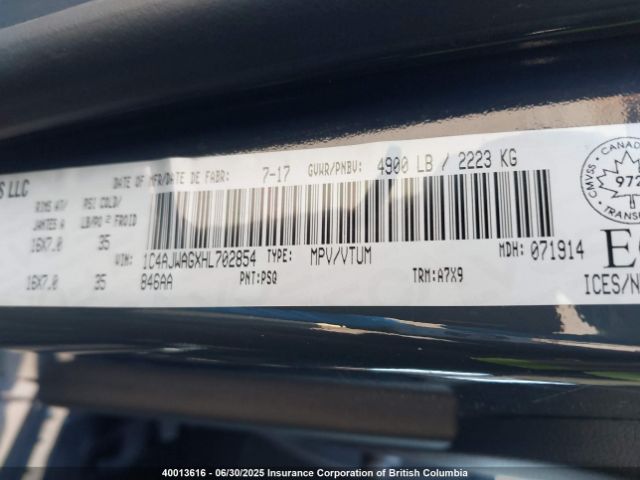 S LLC
DATE OF MFR/DATE DE FABR: 7-17 GVWR/PNBV: 4900 LB / 2223 KG
RIMS AT/ JANTES A
PSI COLD/ LB/PO² FROID
16X7.0 35
16X7.0 35
VIN: 1C4AJWAGXHL702854 TYPE: MPV/VTUM MDH: 071914
846AA PNT: PSQ TRM: A7X9
CMVSS
CANADA
972
TRANS
ICES/N
40013616 - 06/30/2025 Insurance Corporation of British Columbia